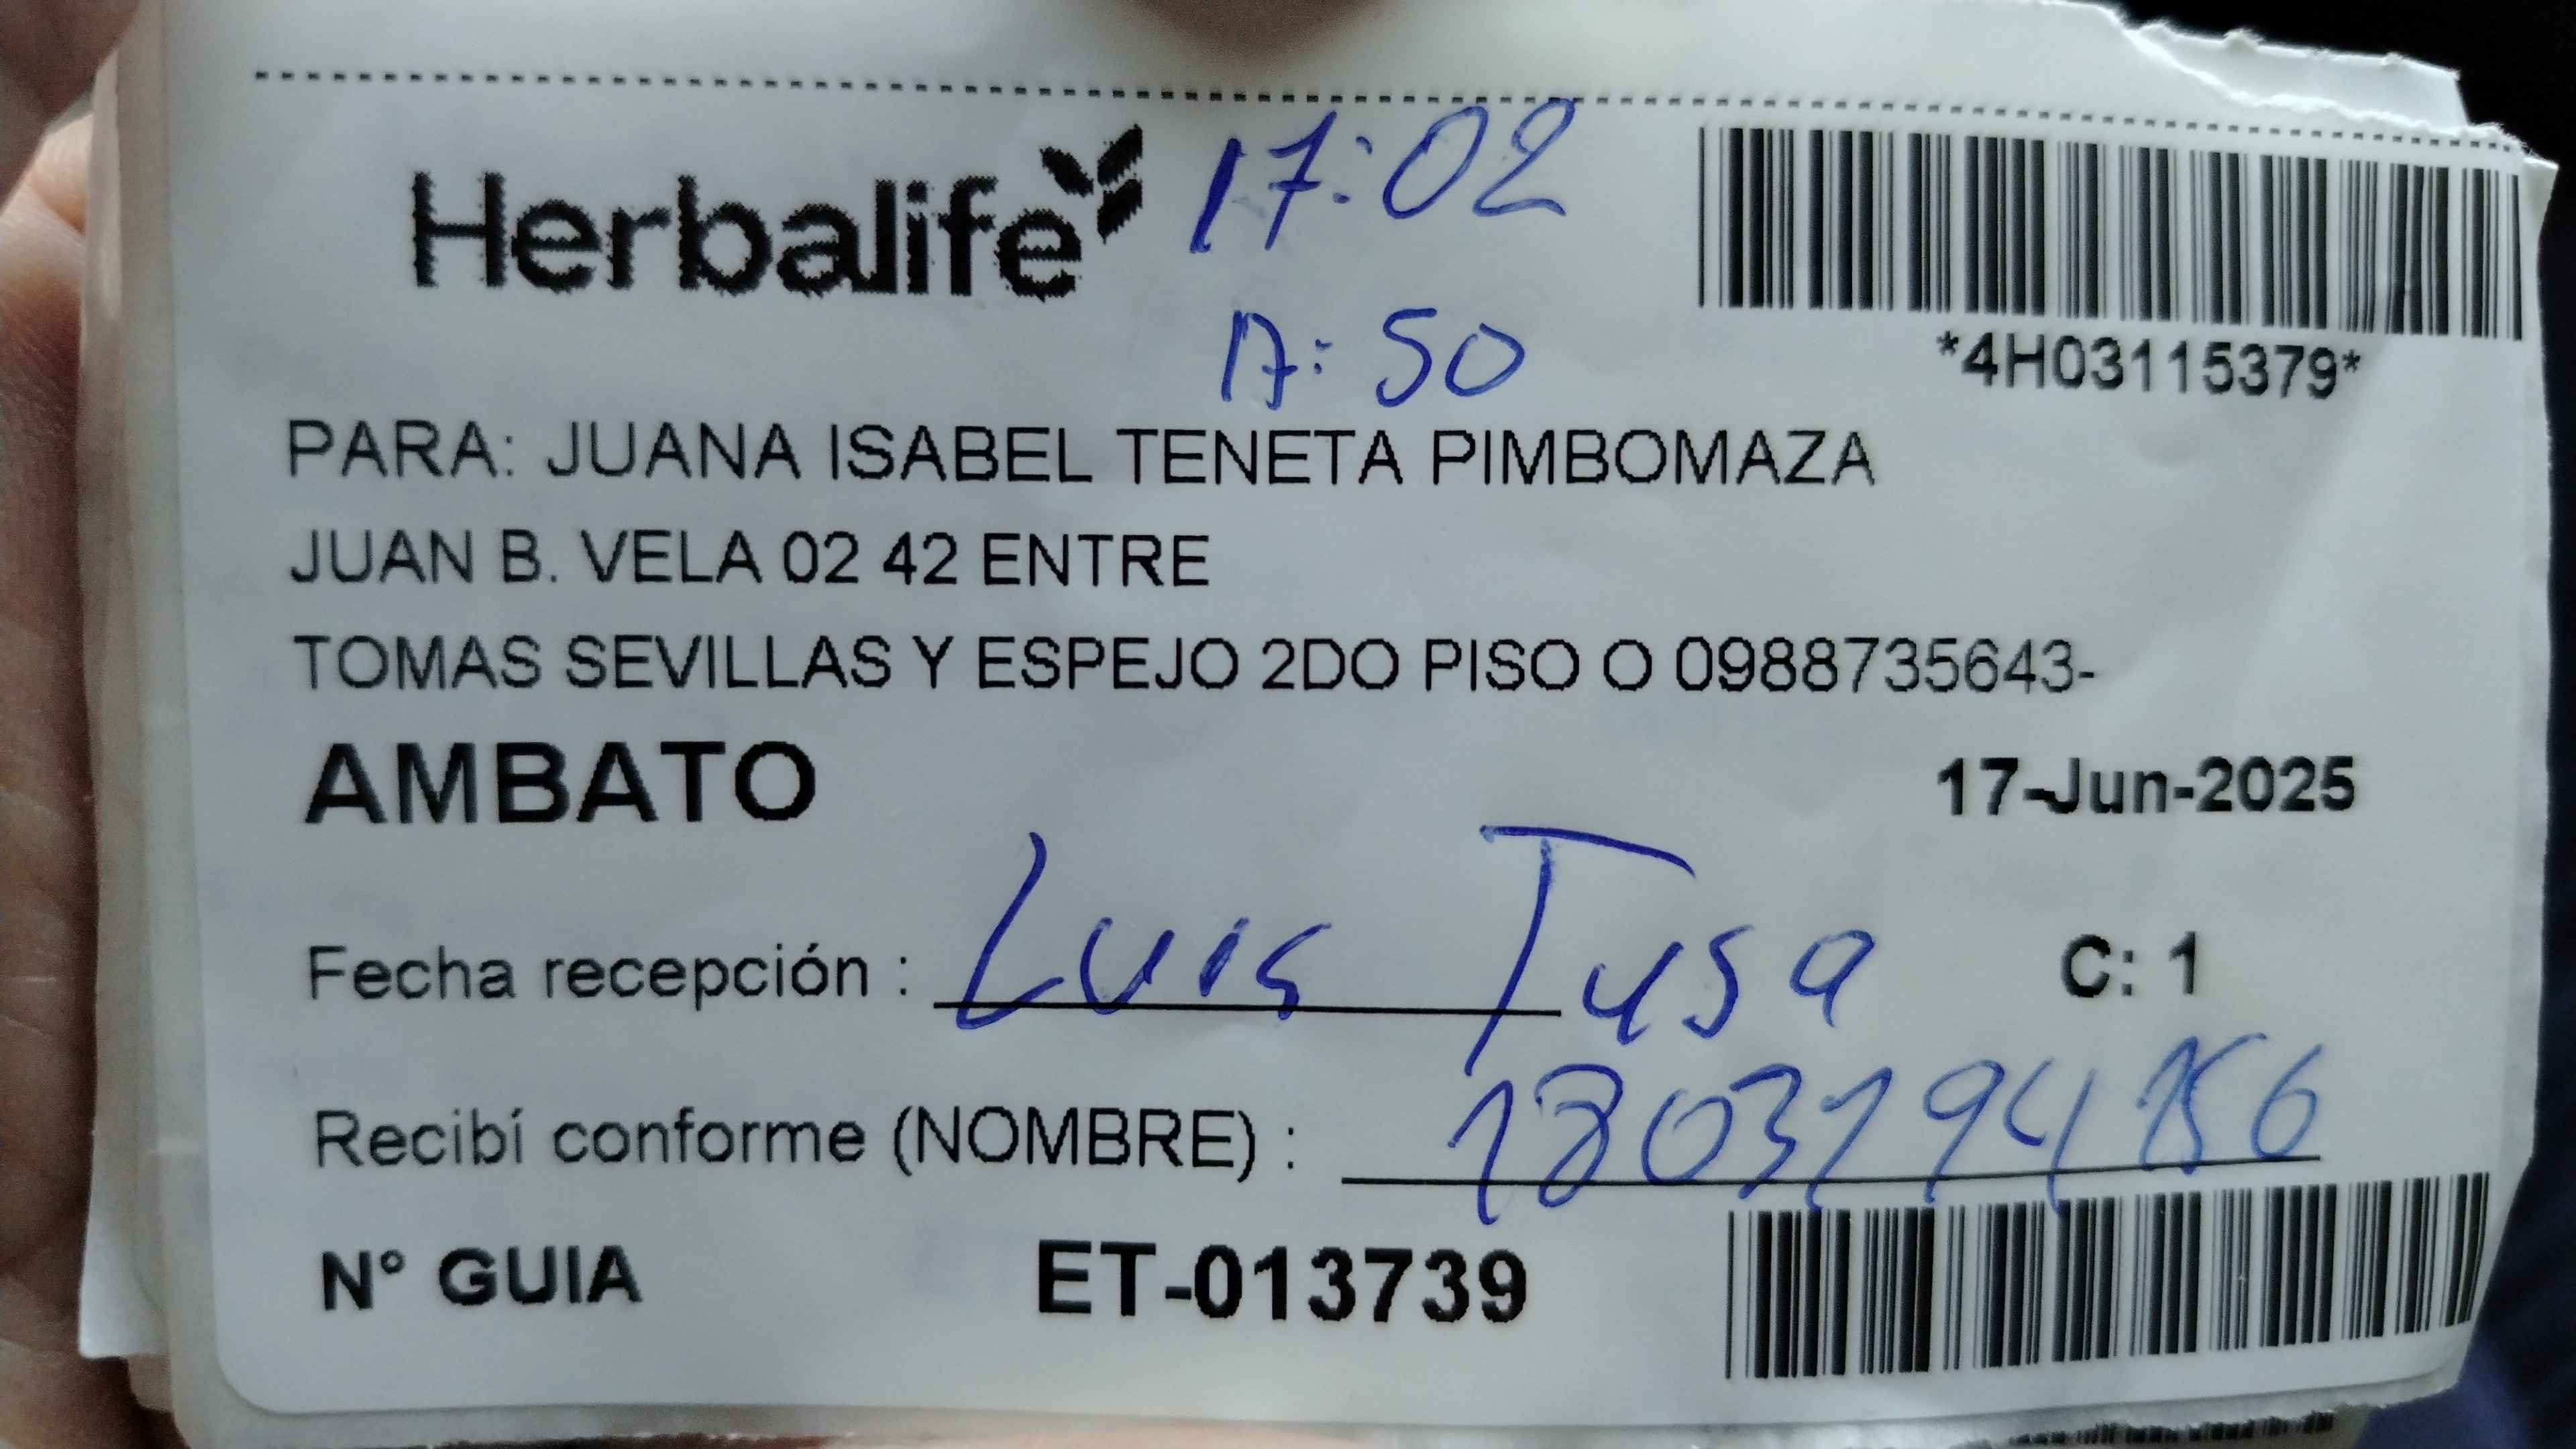 Herbalife 17:02
17:50
*4H03115379*
PARA: JUANA ISABEL TENETA PIMBOMAZA
JUAN B. VELA 02 42 ENTRE
TOMAS SEVILLAS Y ESPEJO 2DO PISO O 0988735643-
AMBATO 17-Jun-2025
Fecha recepción : Luis Tusa C: 1
Recibí conforme (NOMBRE) :
N° GUIA ET-013739